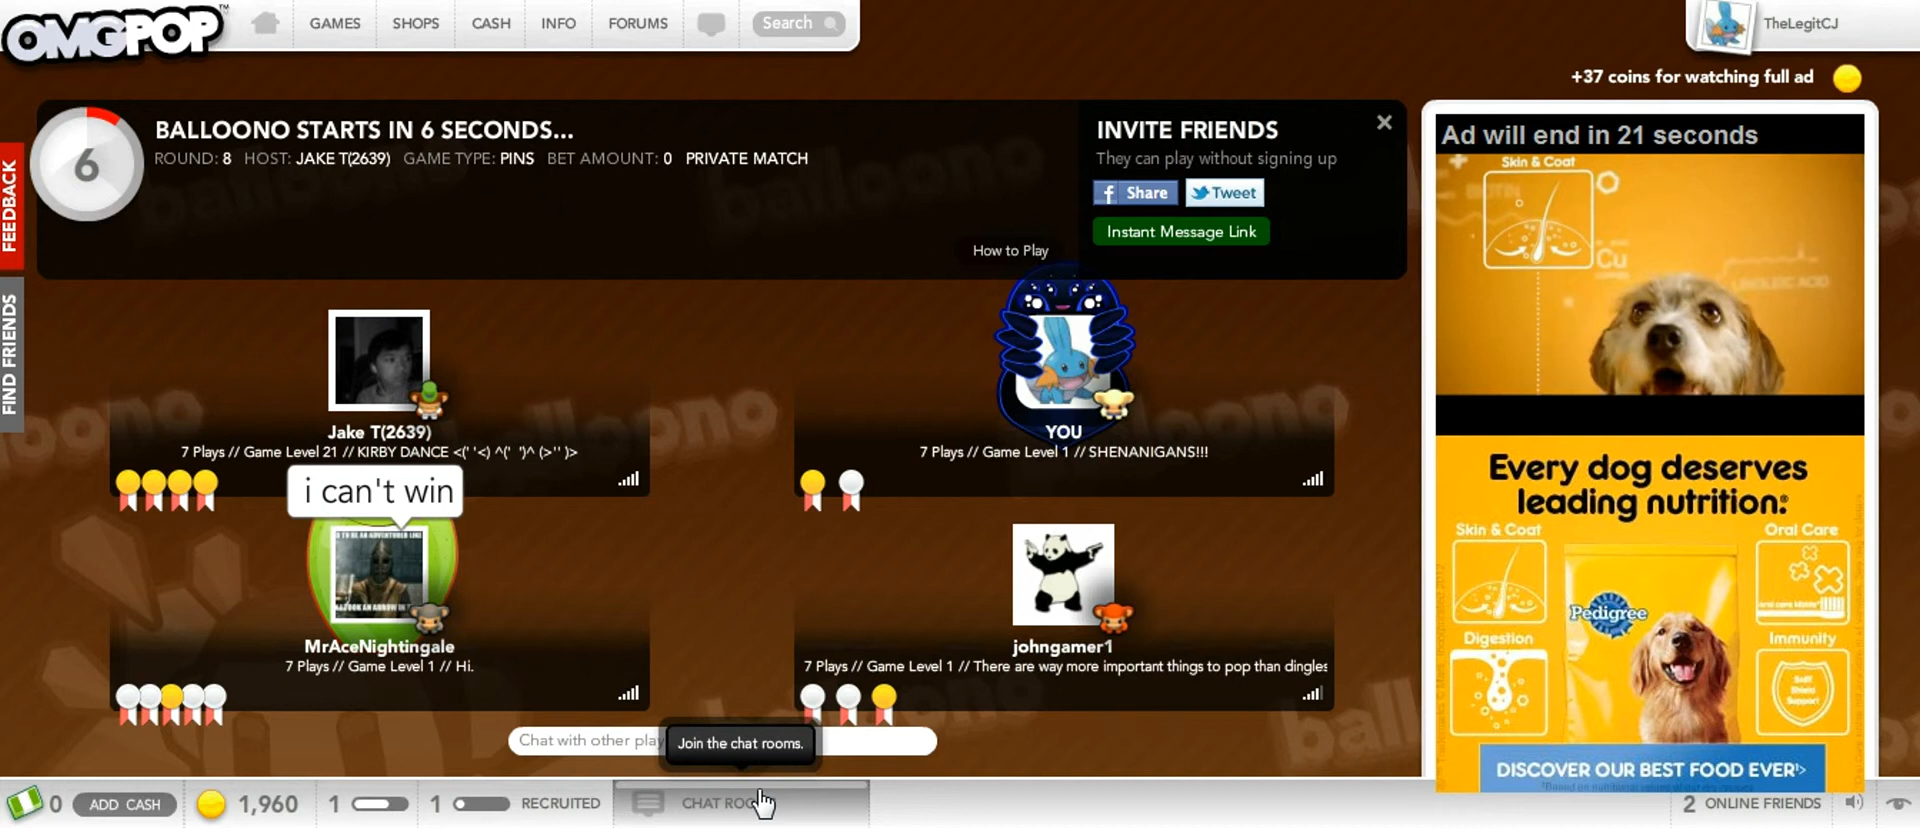 OMGPOP™
GAMES
SHOPS
CASH
INFO
FORUMS
Search
TheLegitCJ
+37 coins for watching full ad
6
BALLOONO STARTS IN 6 SECONDS...
ROUND: 8 HOST: JAKE T(2639) GAME TYPE: PINS BET AMOUNT: 0 PRIVATE MATCH
How to Play
INVITE FRIENDS
They can play without signing up
Share
Tweet
Instant Message Link
FEEDBACK
FIND FRIENDS
Jake T(2639)
7 Plays // Game Level 21 // KIRBY DANCE <(' '<) ^(' ')^ (>'' )>
YOU
7 Plays // Game Level 1 // SHENANIGANS!!!
i can't win
MrAceNightingale
7 Plays // Game Level 1 // Hi.
johngamer1
7 Plays // Game Level 1 // There are way more important things to pop than dingles
Chat with other play
Join the chat rooms.
Ad will end in 21 seconds
Skin & Coat
BIOTIN
Cu
LINOLEIC ACID
Every dog deserves
leading nutrition:®
Skin & Coat
Oral Care
Pedigree
Digestion
Immunity
DISCOVER OUR BEST FOOD EVER¹>
0
ADD CASH
1,960
1
1
RECRUITED
CHAT ROO
2 ONLINE FRIENDS